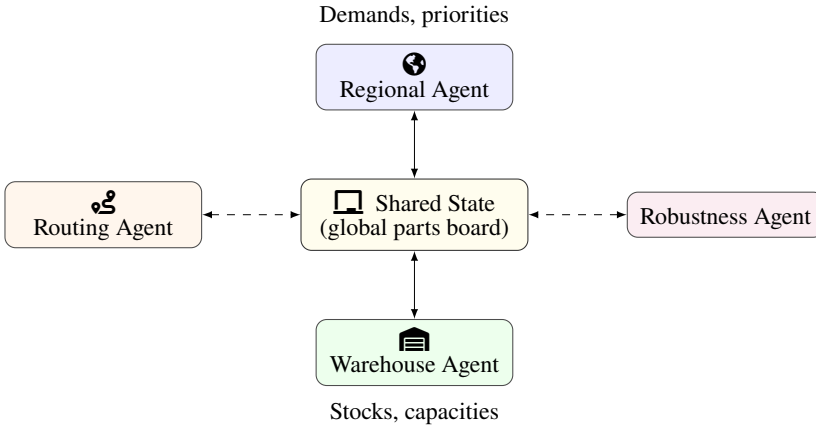 Demands, priorities
Regional Agent
Routing Agent
Shared State
(global parts board)
Robustness Agent
Warehouse Agent
Stocks, capacities